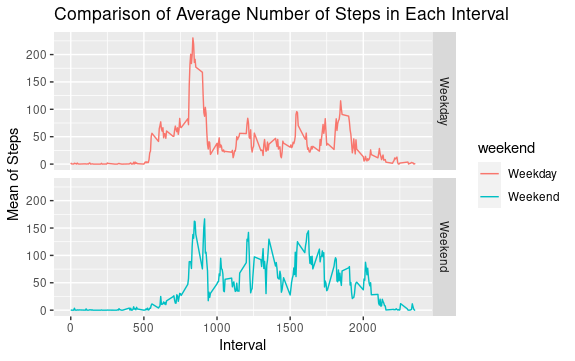 Comparison of Average Number of Steps in Each Interval
Mean of Steps
200
150
100
50
0
Weekday
200
150
100
50
0
Weekend
0 500 1000 1500 2000
Interval
weekend
Weekday
Weekend